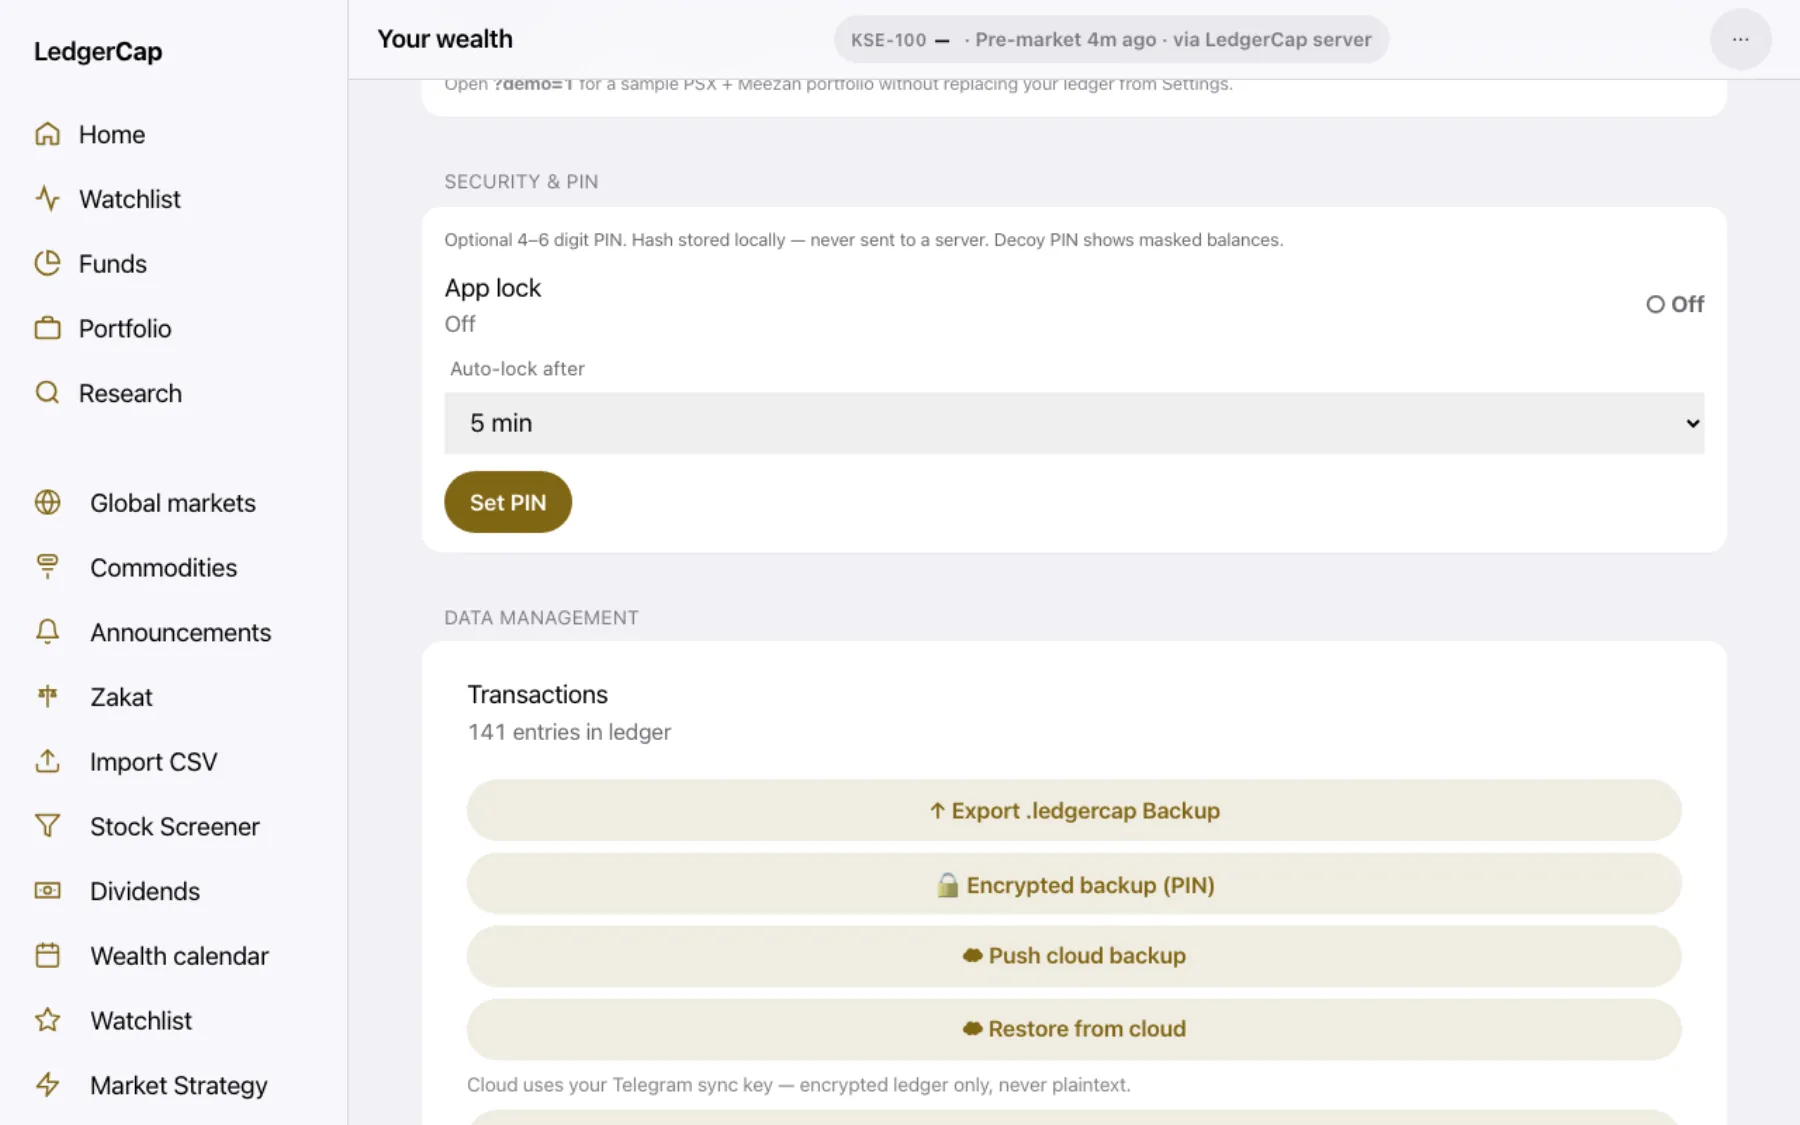 LedgerCap
Home
Watchlist
Funds
Portfolio
Research
Global markets
Commodities
Announcements
Zakat
Import CSV
Stock Screener
Dividends
Wealth calendar
Watchlist
Market Strategy
Your wealth
KSE-100 — · Pre-market 4m ago · via LedgerCap server
...
Open ?demo=1 for a sample PSX + Meezan portfolio without replacing your ledger from Settings.
SECURITY & PIN
Optional 4–6 digit PIN. Hash stored locally — never sent to a server. Decoy PIN shows masked balances.
App lock
Off
Off
Auto-lock after
5 min
Set PIN
DATA MANAGEMENT
Transactions
141 entries in ledger
↑ Export .ledgercap Backup
🔒 Encrypted backup (PIN)
☁ Push cloud backup
☁ Restore from cloud
Cloud uses your Telegram sync key — encrypted ledger only, never plaintext.